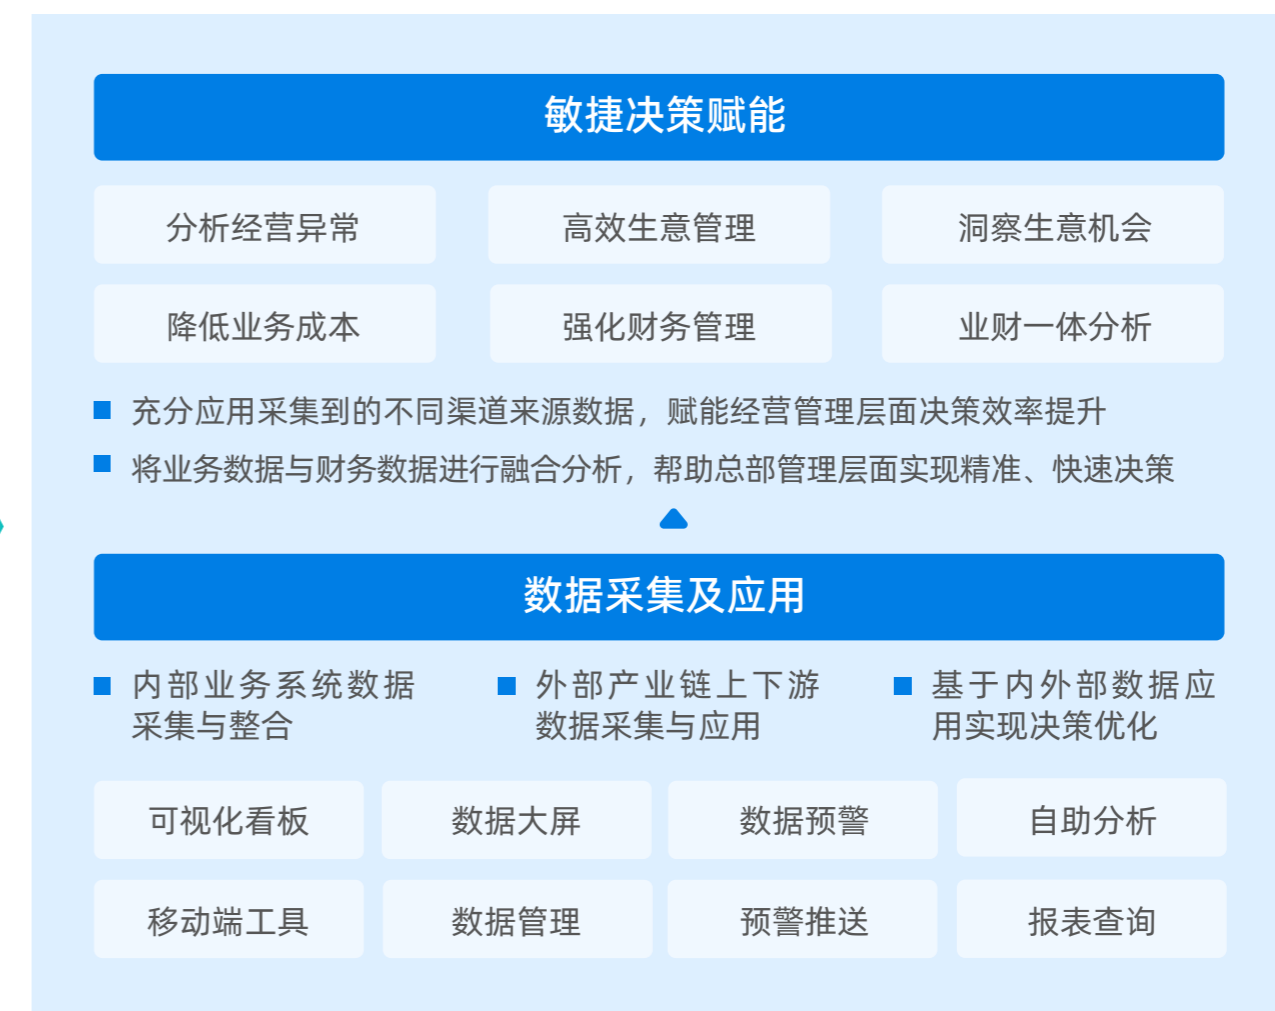 敏捷决策赋能
分析经营异常
高效生意管理
洞察生意机会
降低业务成本
强化财务管理
业财一体分析
充分应用采集到的不同渠道来源数据，赋能经营管理层面决策效率提升
将业务数据与财务数据进行融合分析，帮助总部管理层面实现精准、快速决策
数据采集及应用
内部业务系统数据
采集与整合
外部产业链上下游
数据采集与应用
基于内外部数据应
用实现决策优化
可视化看板
数据大屏
数据预警
自助分析
移动端工具
数据管理
预警推送
报表查询